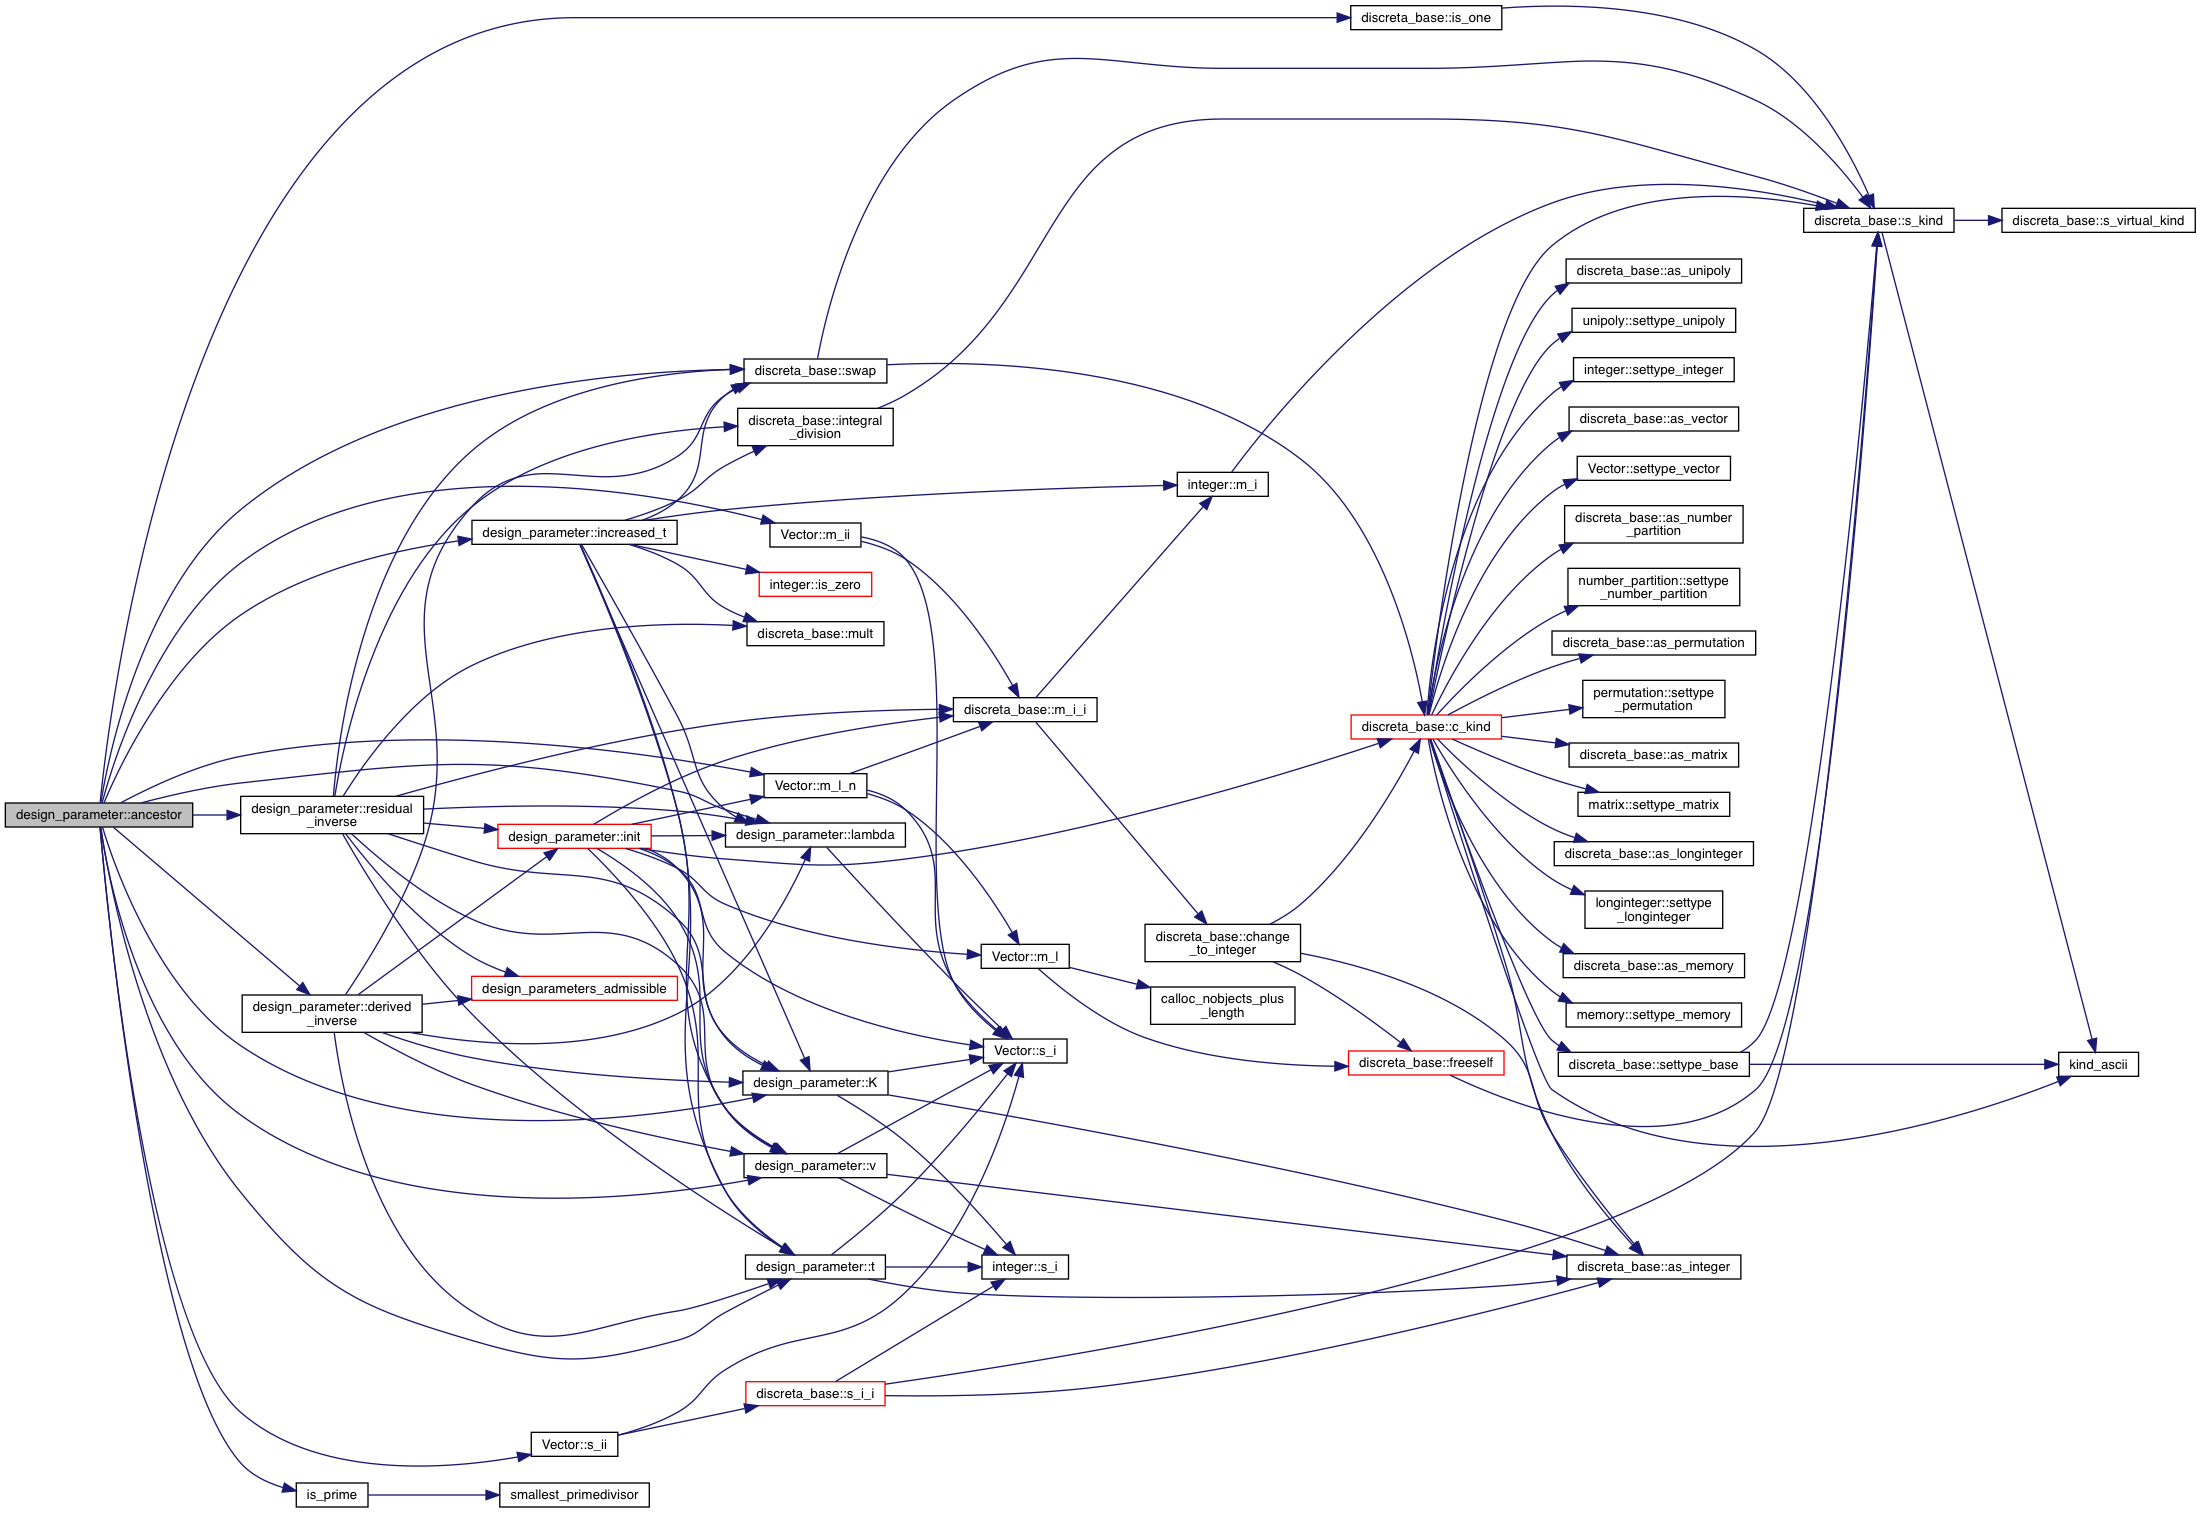 discreta_base::is_one
discreta_base::s_kind
discreta_base::s_virtual_kind
discreta_base::as_unipoly
unipoly::settype_unipoly
discreta_base::swap
integer::settype_integer
discreta_base::integral
_division
discreta_base::as_vector
Vector::settype_vector
integer::m_i
design_parameter::increased_t
Vector::m_ii
discreta_base::as_number
_partition
integer::is_zero
number_partition::settype
_number_partition
discreta_base::mult
discreta_base::as_permutation
discreta_base::m_i_i
permutation::settype
_permutation
discreta_base::c_kind
discreta_base::as_matrix
Vector::m_l_n
matrix::settype_matrix
design_parameter::ancestor
design_parameter::residual
_inverse
design_parameter::init
design_parameter::lambda
discreta_base::as_longinteger
longinteger::settype
_longinteger
discreta_base::change
_to_integer
Vector::m_l
discreta_base::as_memory
design_parameters_admissible
design_parameter::derived
_inverse
calloc_nobjects_plus
_length
memory::settype_memory
Vector::s_i
discreta_base::freeself
discreta_base::settype_base
kind_ascii
design_parameter::K
design_parameter::v
design_parameter::t
integer::s_i
discreta_base::as_integer
discreta_base::s_i_i
Vector::s_ii
is_prime
smallest_primedivisor